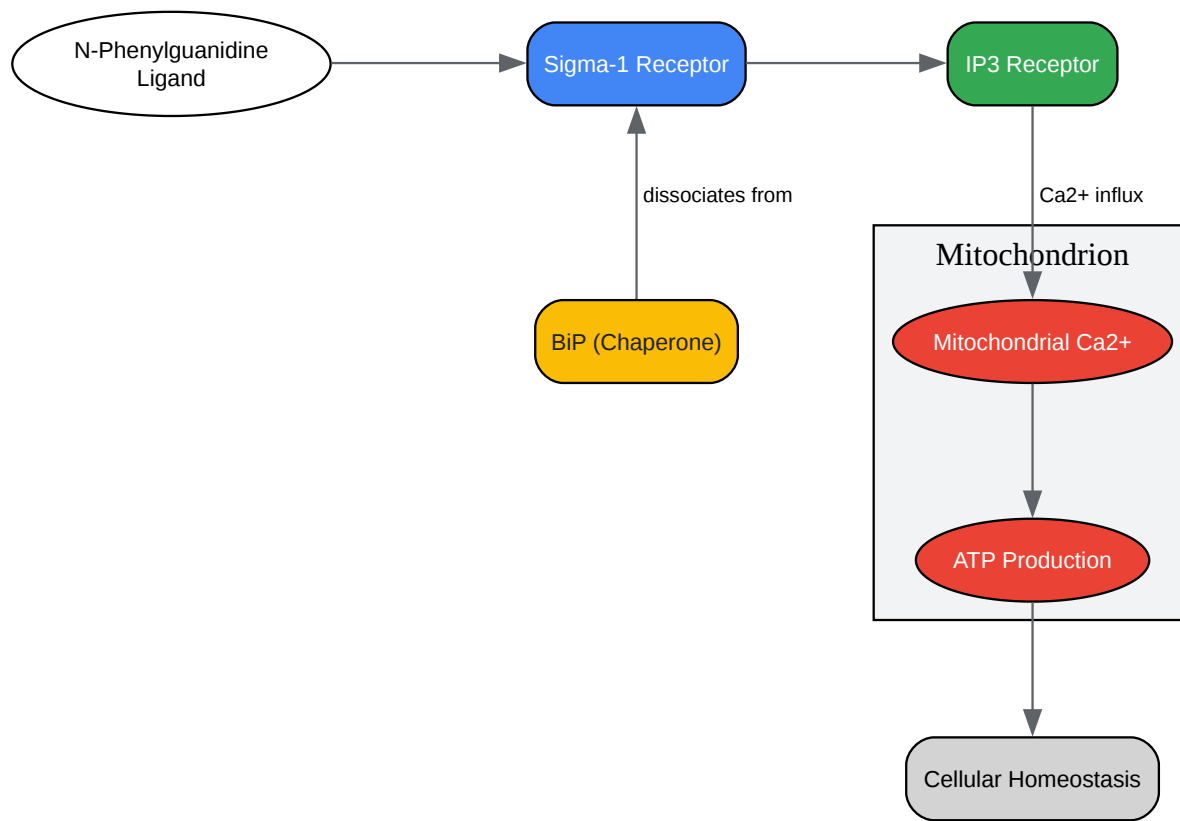 N-Phenylguanidine
Ligand
Sigma-1 Receptor
IP3 Receptor
dissociates from
Ca2+ influx
Mitochondrion
BiP (Chaperone)
Mitochondrial Ca2+
ATP Production
Cellular Homeostasis